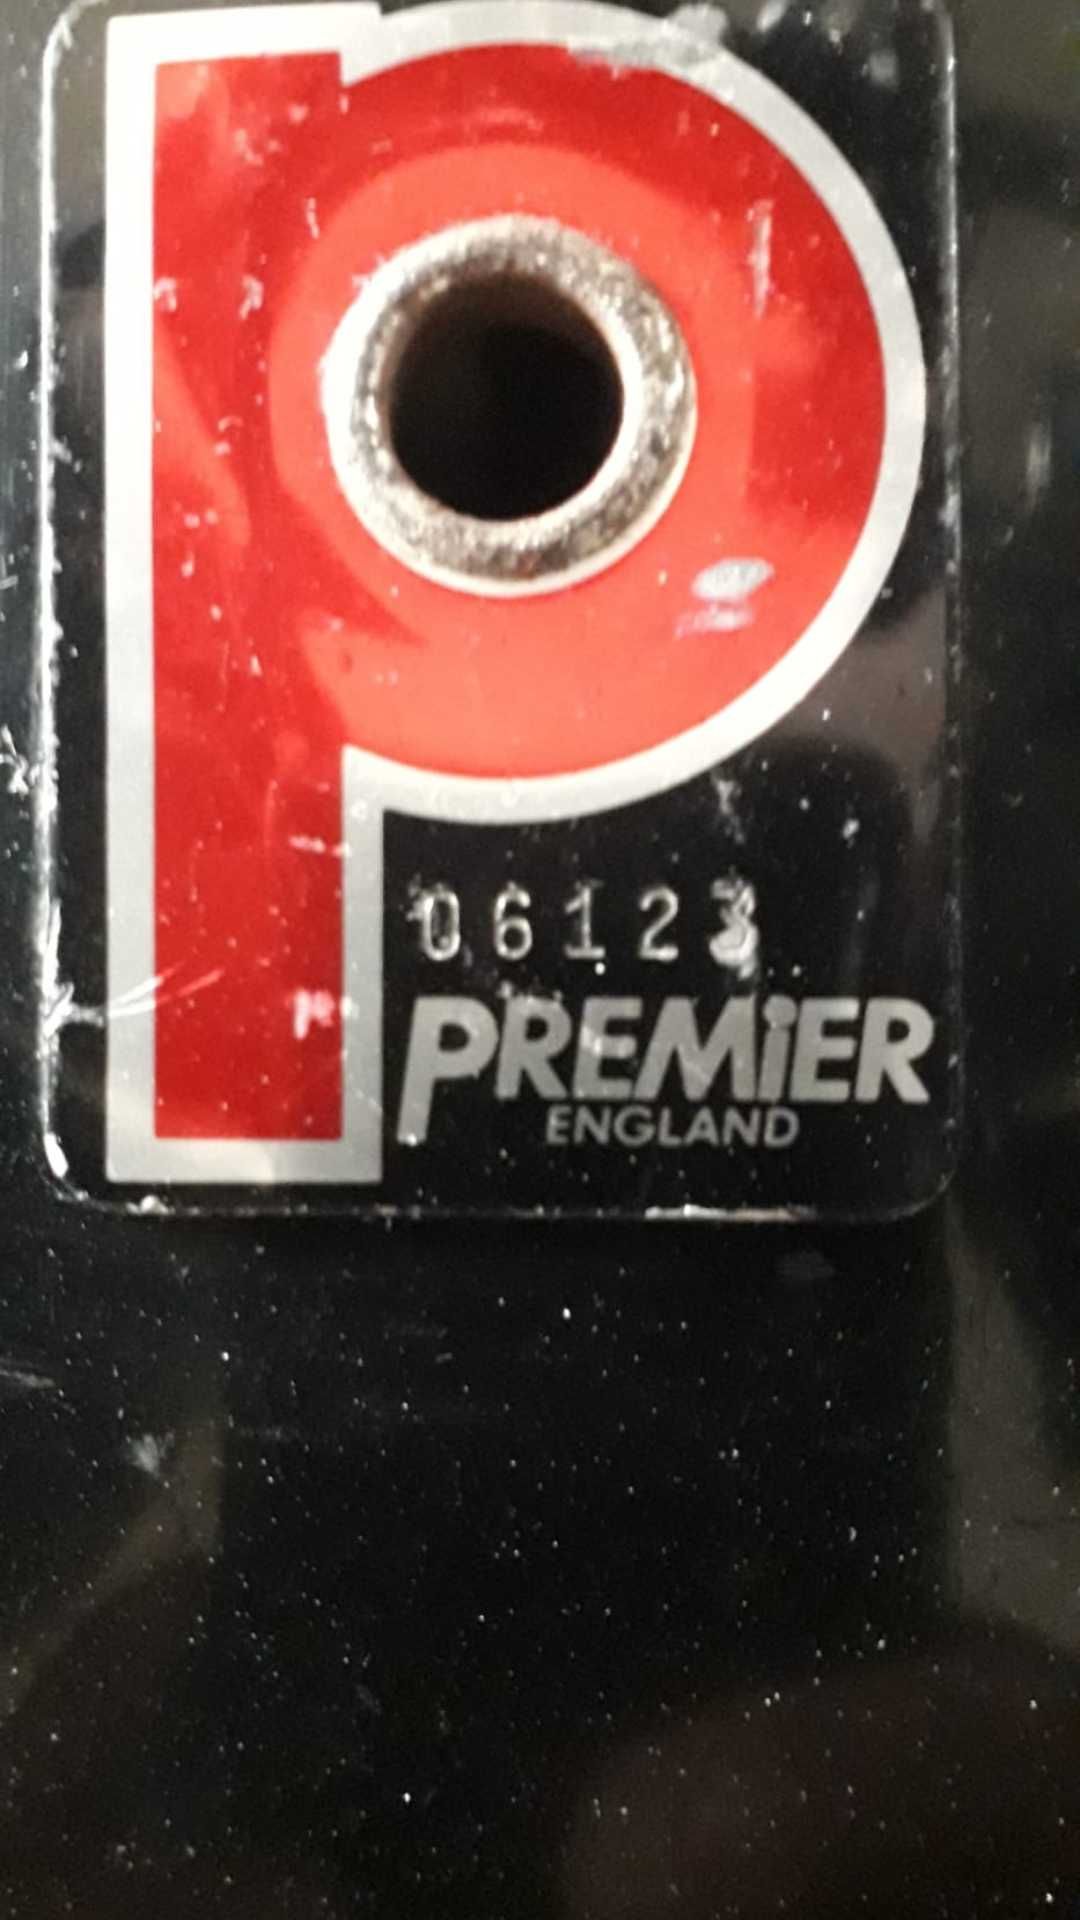 P
06123
PREMiER
ENGLAND